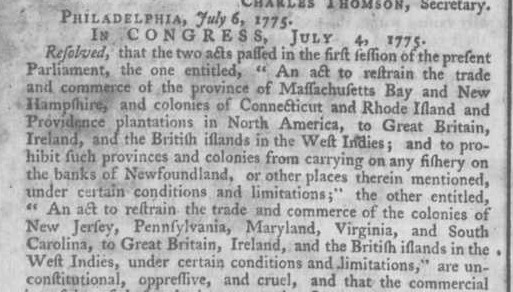 CHARLES THOMSON, Secretary.
PHILADELPHIA, July 6, 1775.
IN CONGRESS, JULY 4, 1775.
Resolved, that the two acts paſſed in the firſt ſeſſion of the preſent
Parliament, the one entitled, “ An act to reſtrain the trade
and commerce of the province of Maſſachuſetts Bay and New
Hampſhire, and colonies of Connecticut and Rhode Iſland and
Providence plantations in North America, to Great Britain,
Ireland, and the Britiſh iſlands in the Weſt Indies; and to pro-
hibit ſuch provinces and colonies from carrying on any fiſhery on
the banks of Newfoundland, or other places therein mentioned,
under certain conditions and limitations;” the other entitled,
“ An act to reſtrain the trade and commerce of the colonies of
New Jerſey, Pennſylvania, Maryland, Virginia, and South
Carolina, to Great Britain, Ireland, and the Britiſh iſlands in the
Weſt Indies, under certain conditions and limitations,” are un-
conſtitutional, oppreſſive, and cruel, and that the commercial